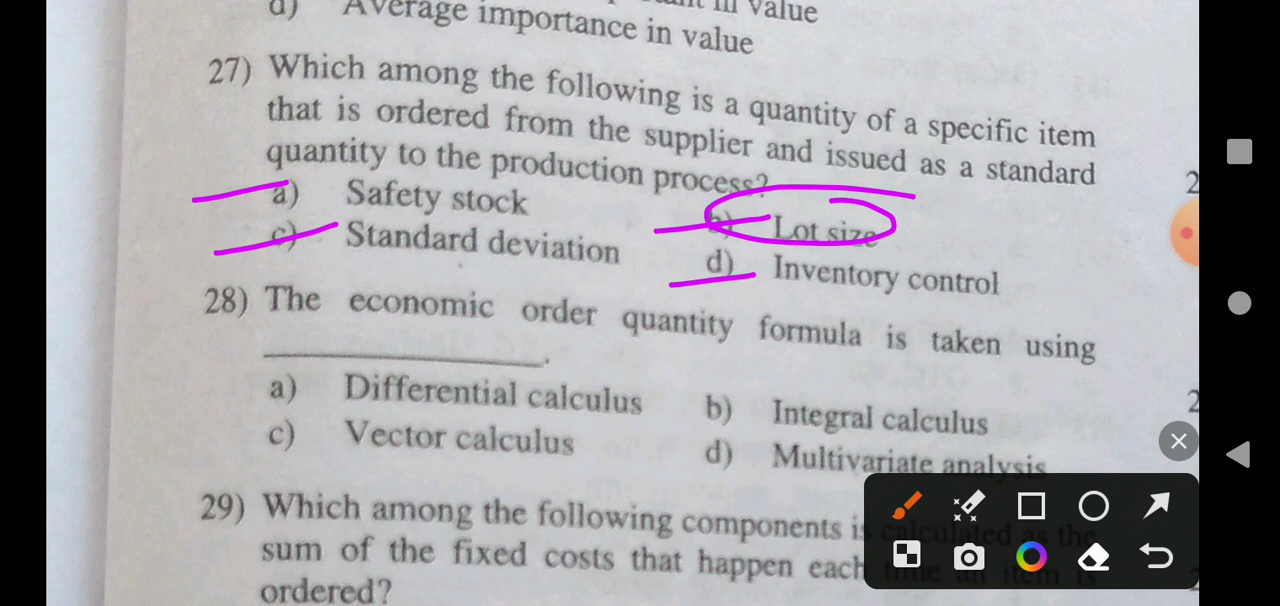 d) Average importance in value
27) Which among the following is a quantity of a specific item
that is ordered from the supplier and issued as a standard
quantity to the production process?
a) Safety stock b) Lot size
c) Standard deviation d) Inventory control
28) The economic order quantity formula is taken using
____________.
a) Differential calculus b) Integral calculus
c) Vector calculus d) Multivariate analysis
29) Which among the following components is calculated as the
sum of the fixed costs that happen each time an item is
ordered?